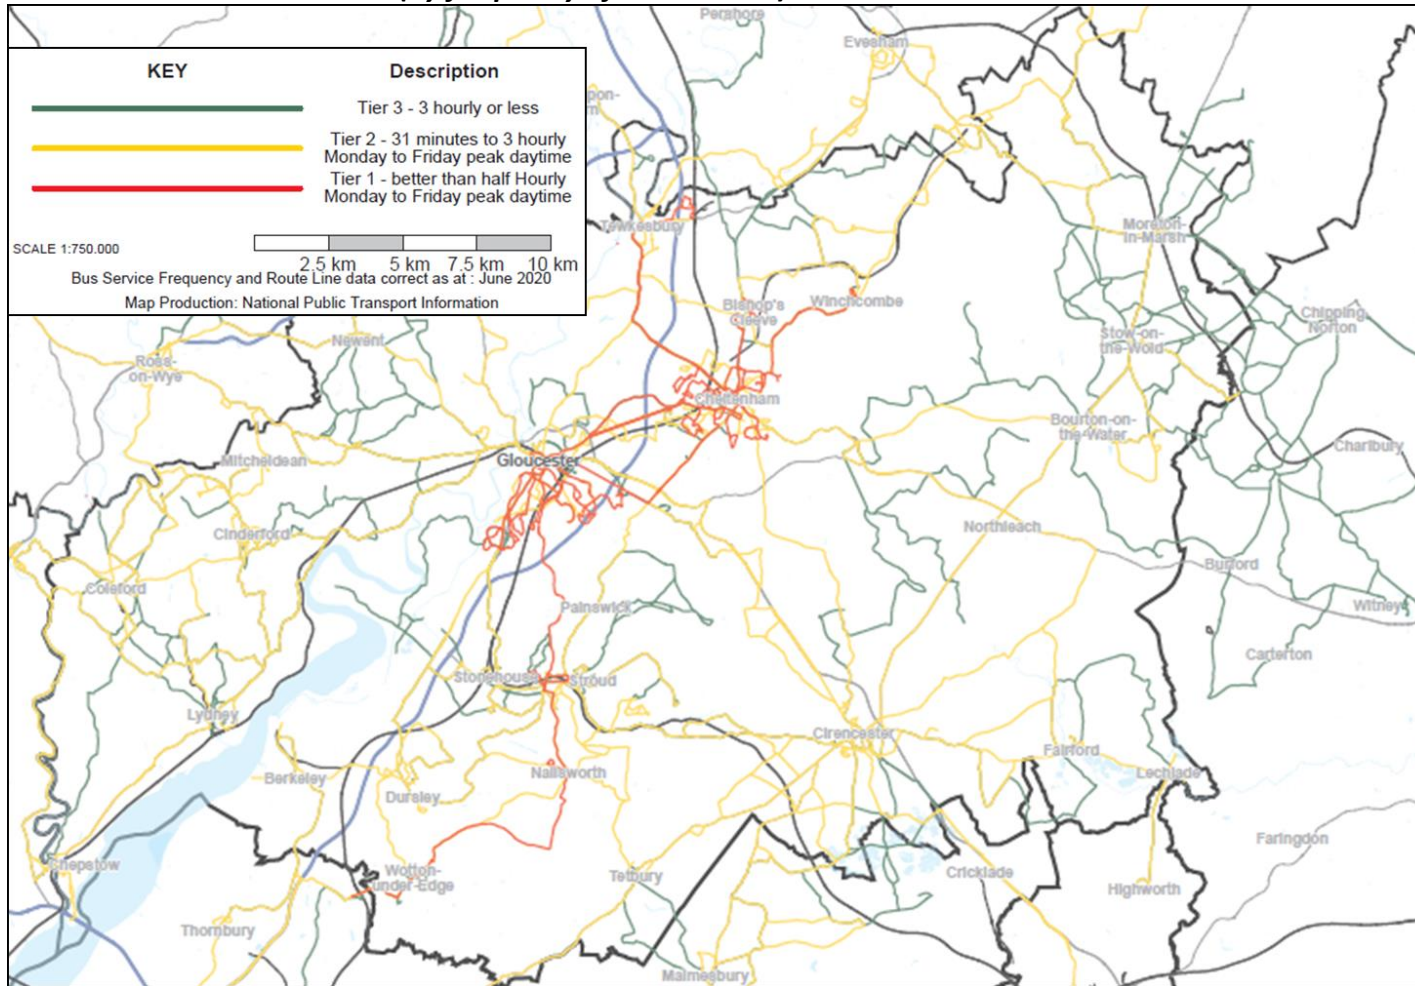 Pershore
Evesham
KEY
Description
Tier 3 - 3 hourly or less
Tier 2 - 31 minutes to 3 hourly
Monday to Friday peak daytime
Tier 1 - better than half Hourly
Monday to Friday peak daytime
SCALE 1:750.000
2.5 km 5 km 7.5 km 10 km
Bus Service Frequency and Route Line data correct as at : June 2020
Map Production: National Public Transport Information
pon-
Tewkesbury
Moreton-
in-Marsh
Bishop's
Cleeve
Winchcombe
Chipping
Norton
Newent
Stow-on-
the-Wold
Ross-
on-Wye
Cheltenham
Bourton-on-
the-Water
Charlbury
Mitcheldean
Gloucester
Cinderford
Northleach
Coleford
Burford
Painswick
Witney
Carterton
Stonehouse
Stroud
Lydney
Cirencester
Fairford
Berkeley
Nailsworth
Lechlade
Dursley
Faringdon
Chepstow
Wotton-
under-Edge
Tetbury
Cricklade
Highworth
Thornbury
Malmesbury